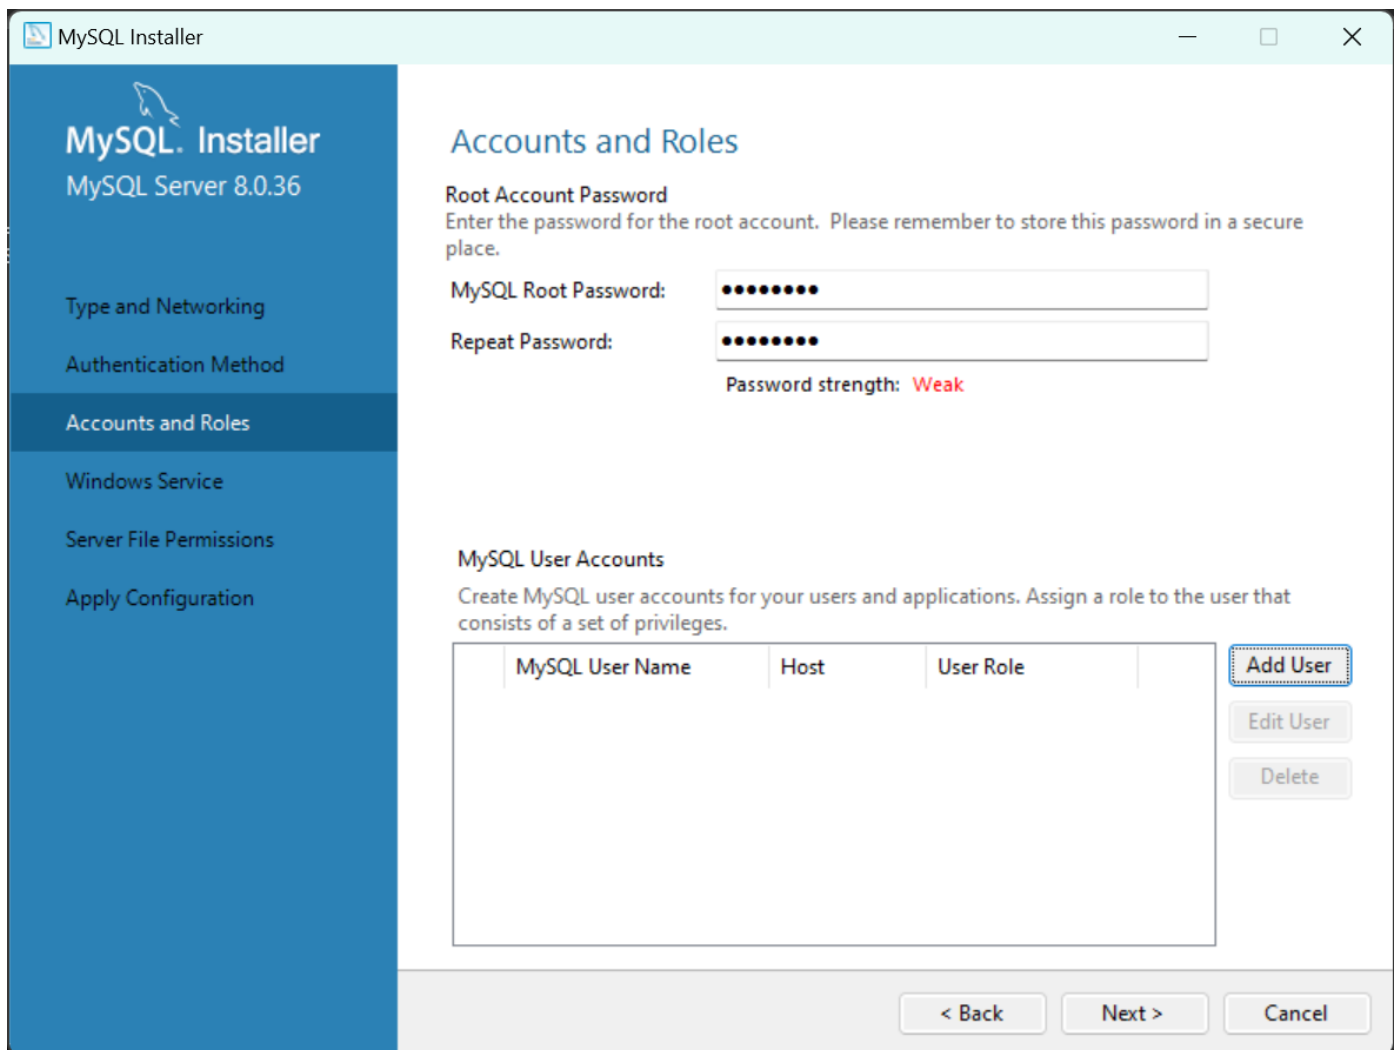 MySQL Installer
MySQL. Installer
MySQL Server 8.0.36
Type and Networking
Authentication Method
Accounts and Roles
Windows Service
Server File Permissions
Apply Configuration
Accounts and Roles
Root Account Password
Enter the password for the root account.  Please remember to store this password in a secure
place.
MySQL Root Password: ●●●●●●●●
Repeat Password: ●●●●●●●●
Password strength: Weak
MySQL User Accounts
Create MySQL user accounts for your users and applications. Assign a role to the user that
consists of a set of privileges.
MySQL User Name Host User Role
Add User
Edit User
Delete
< Back Next > Cancel